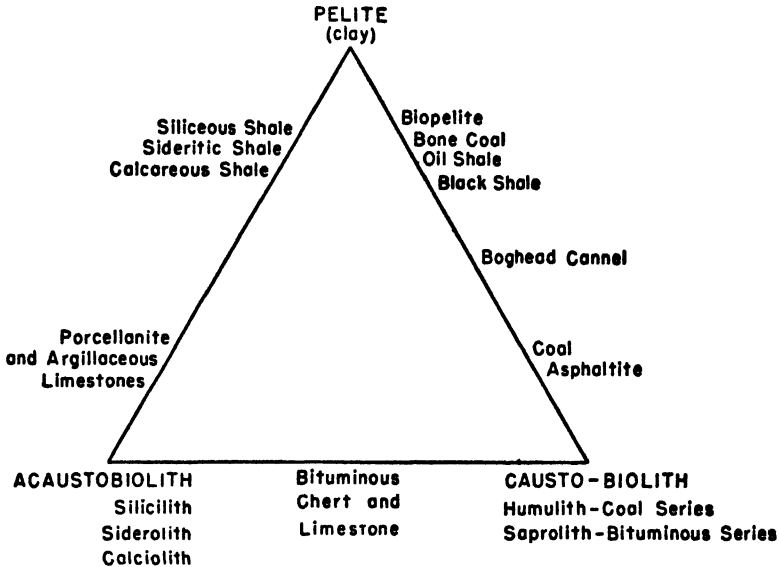 PELITE
(clay)
Siliceous Shale
Sideritic Shale
Calcareous Shale
Biopelite
Bone Coal
Oil Shale
Black Shale
Boghead Cannel
Porcellanite
and Argillaceous
Limestones
Coal
Asphaltite
ACAUSTOBIOLITH
Silicilith
Siderolith
Calciolith
Bituminous
Chert and
Limestone
CAUSTO-BIOLITH
Humulith-Coal Series
Saprolith-Bituminous Series